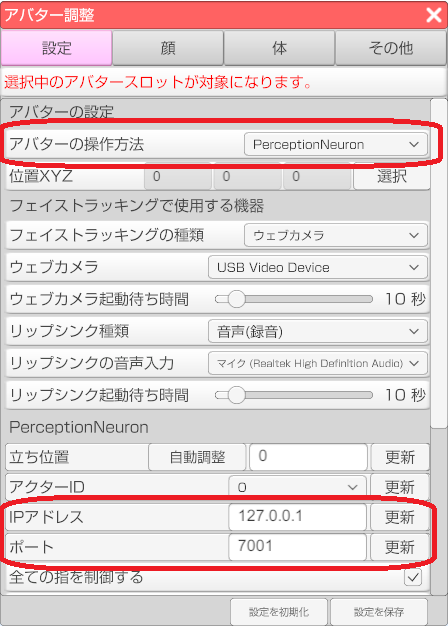 アバター調整
設定 顔 体 その他
選択中のアバタースロットが対象になります。
アバターの設定
アバターの操作方法 PerceptionNeuron
位置XYZ 0 0 0 選択
フェイストラッキングで使用する機器
フェイストラッキングの種類 ウェブカメラ
ウェブカメラ USB Video Device
ウェブカメラ起動待ち時間 10 秒
リップシンク種類 音声(録音)
リップシンクの音声入力 マイク (Realtek High Definition Audio)
リップシンク起動待ち時間 10 秒
PerceptionNeuron
立ち位置 自動調整 0 更新
アクターID 0 更新
IPアドレス 127.0.0.1 更新
ポート 7001 更新
全ての指を制御する
設定を初期化 設定を保存